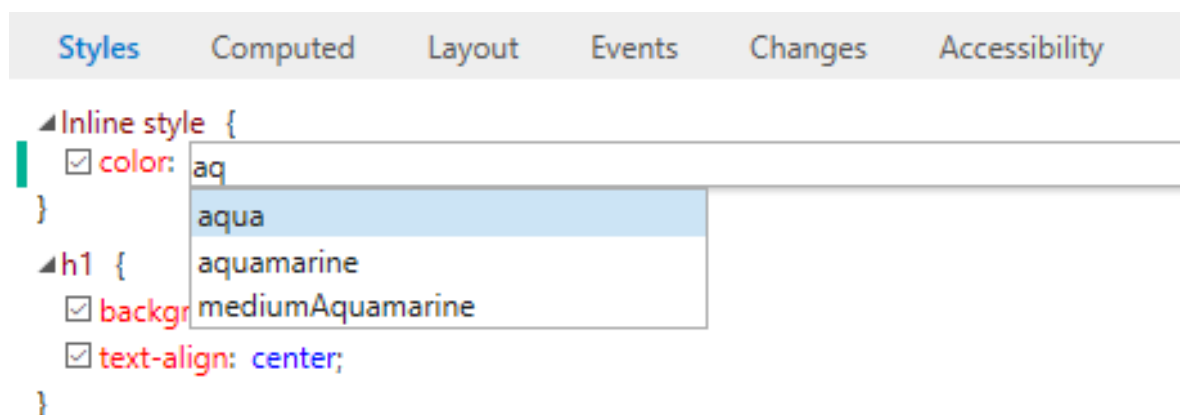 Styles Computed Layout Events Changes Accessibility
Inline style {
color: aq
}
aqua
aquamarine
mediumAquamarine
h1 {
backgr
text-align: center;
}